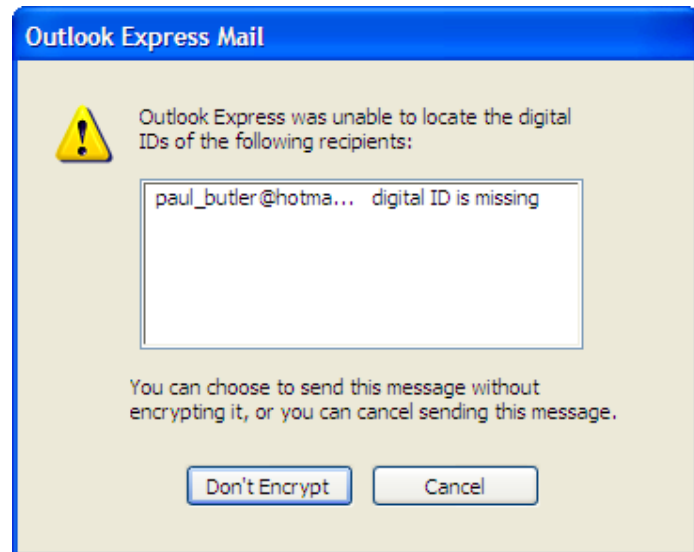 Outlook Express Mail
Outlook Express was unable to locate the digital
IDs of the following recipients:
paul_butler@hotma... digital ID is missing
You can choose to send this message without
encrypting it, or you can cancel sending this message.
Don't Encrypt Cancel